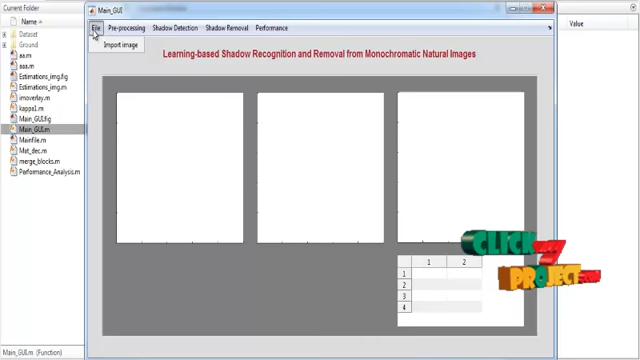 Current Folder
Name
Dataset
Ground
aa.m
aaa.m
Estimations_img.fig
Estimations_img.m
imoverlay.m
kappa1.m
Main_GUI.fig
Main_GUI.m
Mainfile.m
Mat_dec.m
merge_blocks.m
Performance_Analysis.m
Main_GUI.m (Function)
Main_GUI
File Pre-processing Shadow Detection Shadow Removal Performance
Import image
Learning-based Shadow Recognition and Removal from Monochromatic Natural Images
1 2
1
2
3
4
Value
CLICK MY
PROJECT